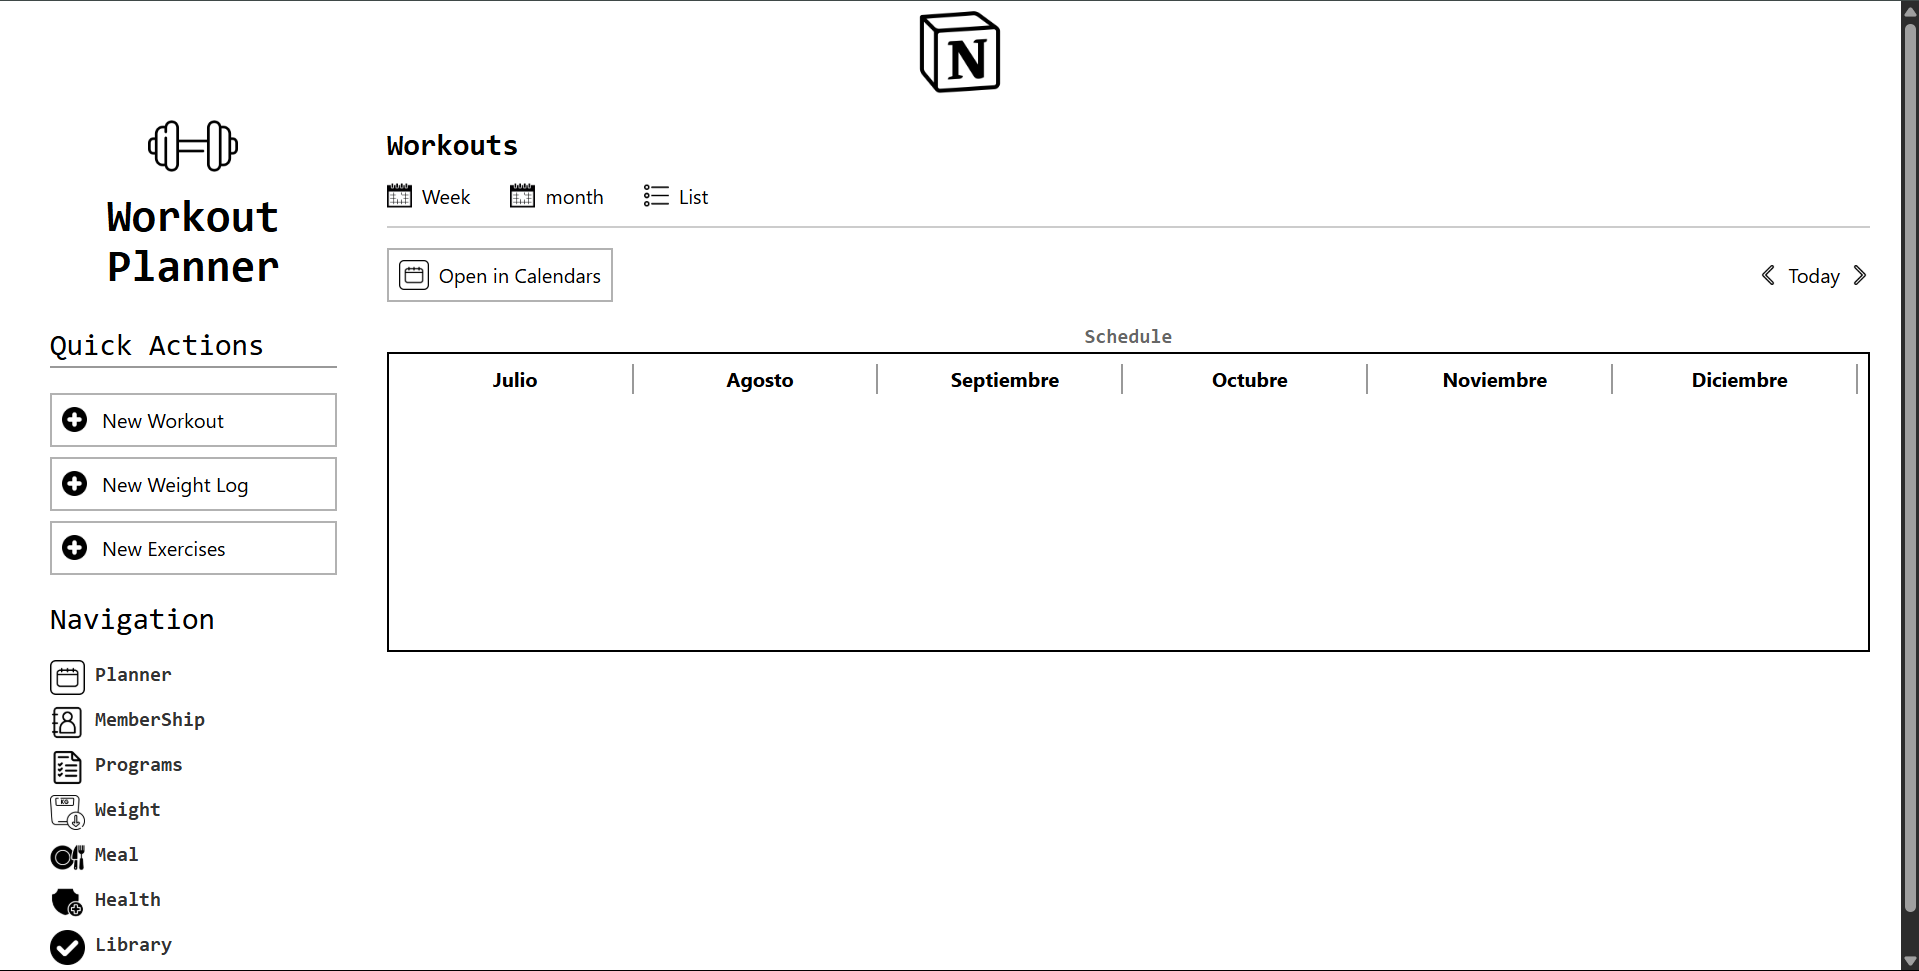 N
Workout
Planner
Quick Actions
New Workout
New Weight Log
New Exercises
Navigation
Planner
MemberShip
Programs
KG
Weight
Meal
Health
Library
Workouts
Week month List
Open in Calendars Today
Schedule
Julio Agosto Septiembre Octubre Noviembre Diciembre